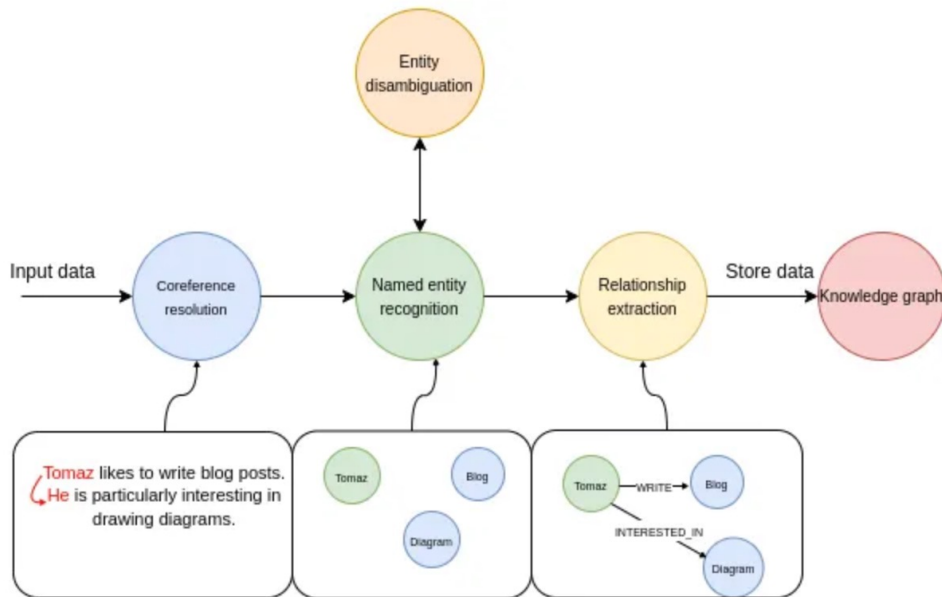 Entity
disambiguation
Input data
Coreference
resolution
Named entity
recognition
Relationship
extraction
Store data
Knowledge graph
Tomaz likes to write blog posts.
He is particularly interesting in
drawing diagrams.
Tomaz
Blog
Diagram
Tomaz
WRITE
Blog
INTERESTED_IN
Diagram